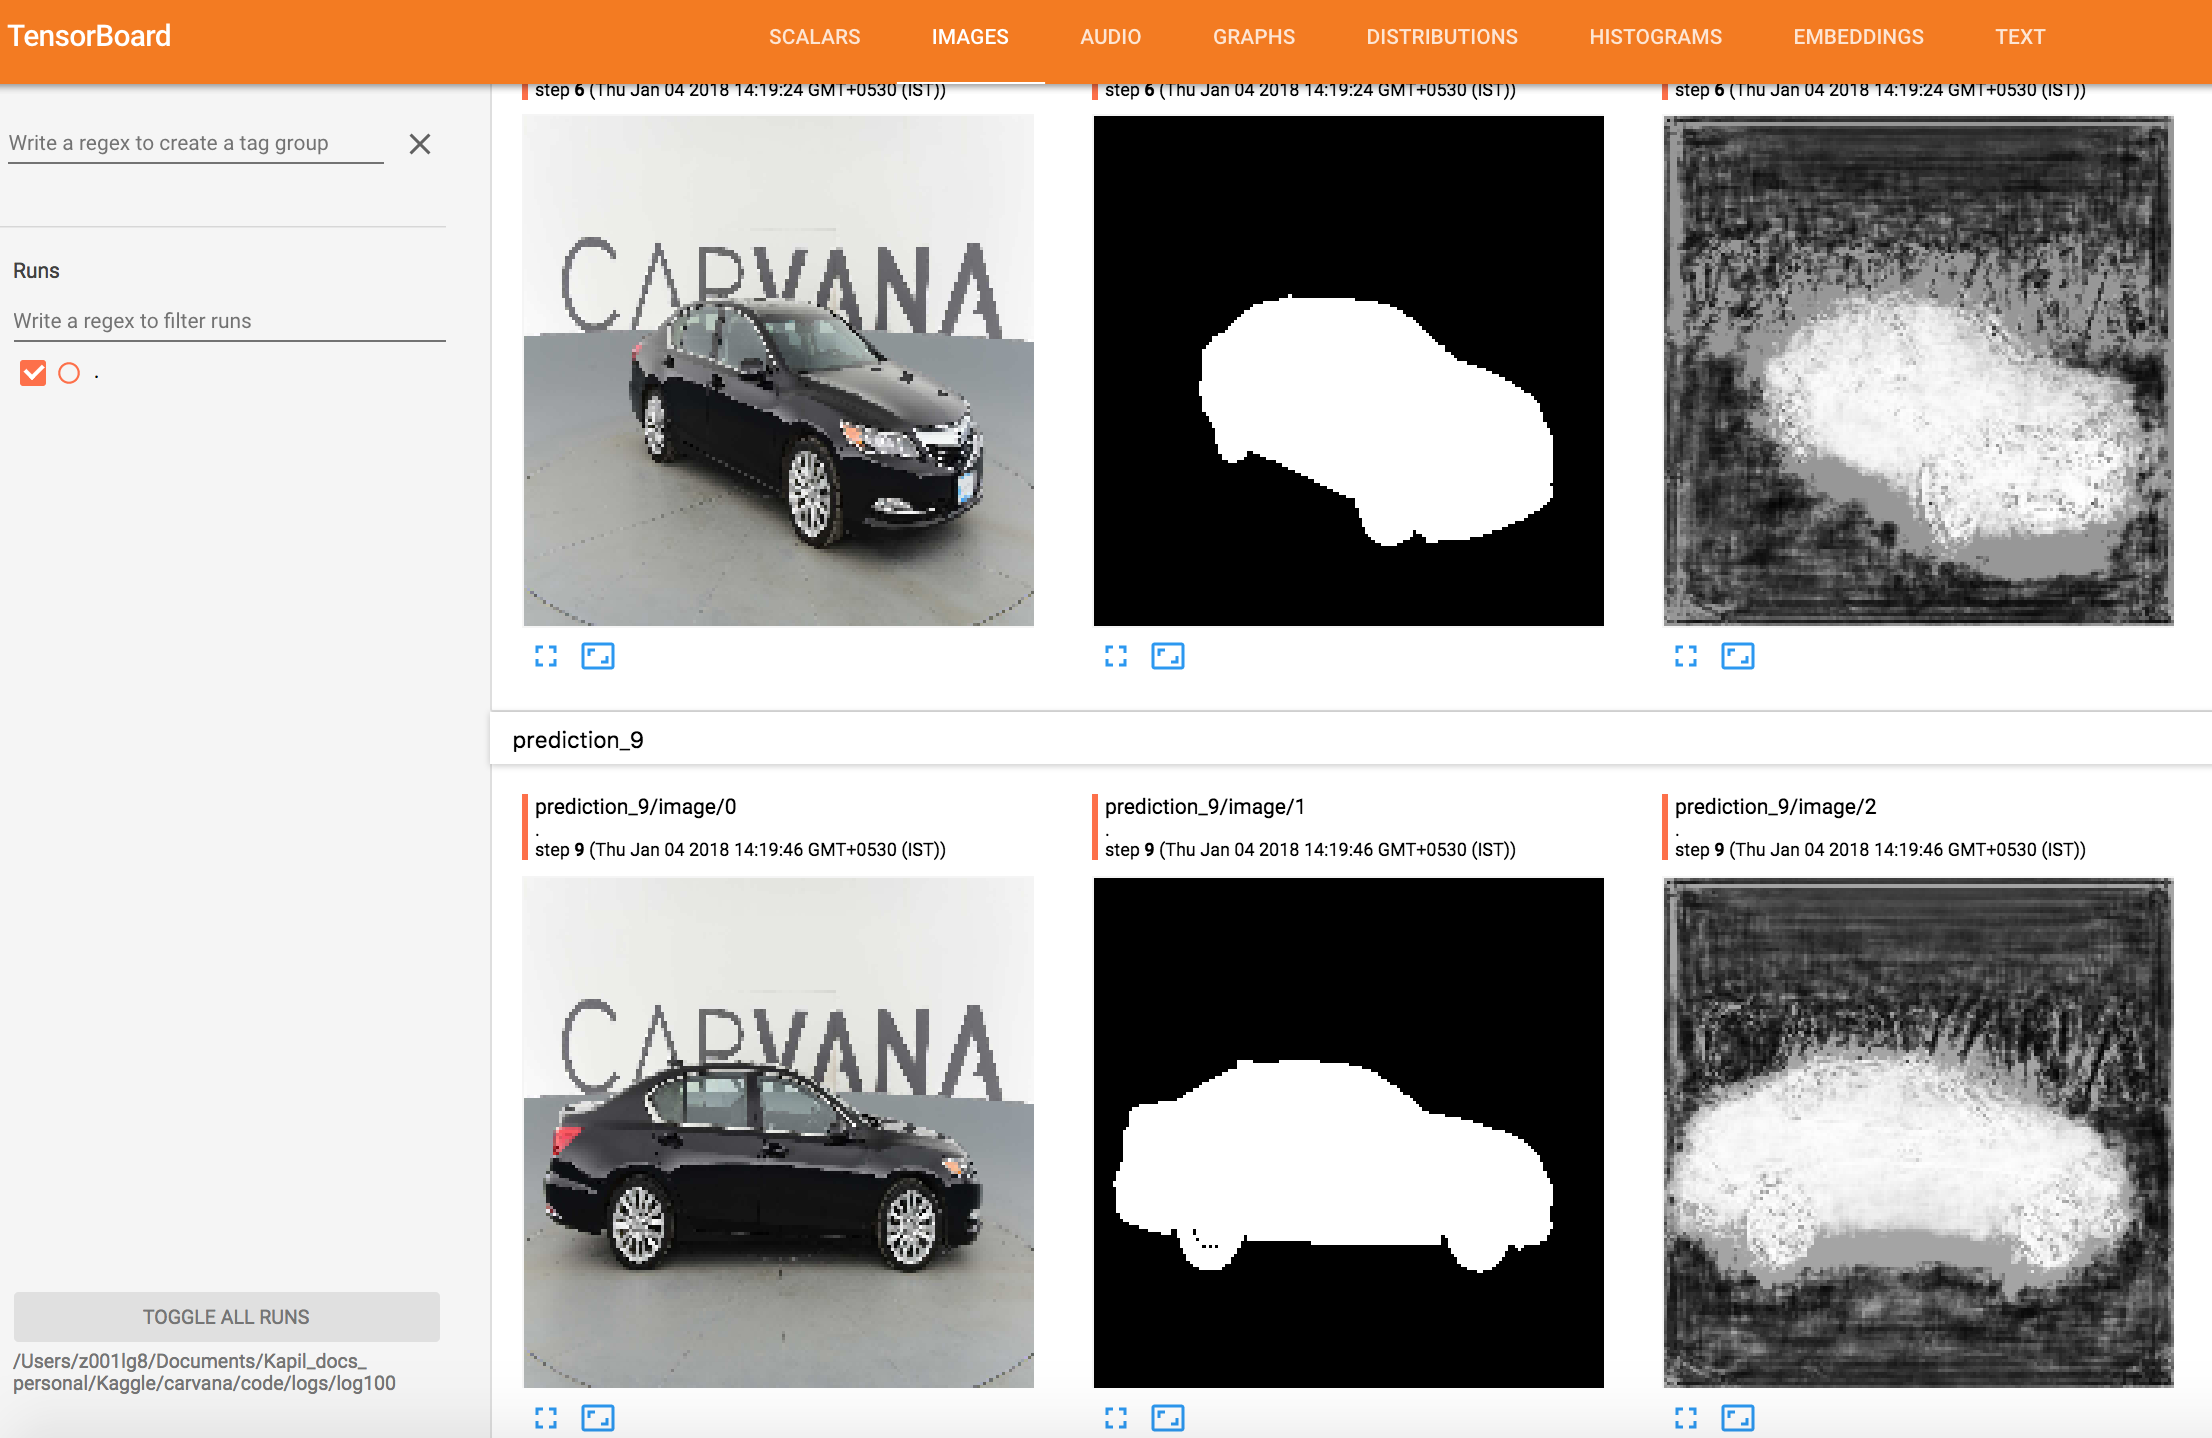 TensorBoard
SCALARS
IMAGES
AUDIO
GRAPHS
DISTRIBUTIONS
HISTOGRAMS
EMBEDDINGS
TEXT
Write a regex to create a tag group
Runs
Write a regex to filter runs
.
TOGGLE ALL RUNS
/Users/z001lg8/Documents/Kapil_docs_
personal/Kaggle/carvana/code/logs/log100
step 6 (Thu Jan 04 2018 14:19:24 GMT+0530 (IST))
step 6 (Thu Jan 04 2018 14:19:24 GMT+0530 (IST))
step 6 (Thu Jan 04 2018 14:19:24 GMT+0530 (IST))
CARVANA
prediction_9
prediction_9/image/0
.
step 9 (Thu Jan 04 2018 14:19:46 GMT+0530 (IST))
prediction_9/image/1
.
step 9 (Thu Jan 04 2018 14:19:46 GMT+0530 (IST))
prediction_9/image/2
.
step 9 (Thu Jan 04 2018 14:19:46 GMT+0530 (IST))
CARVANA